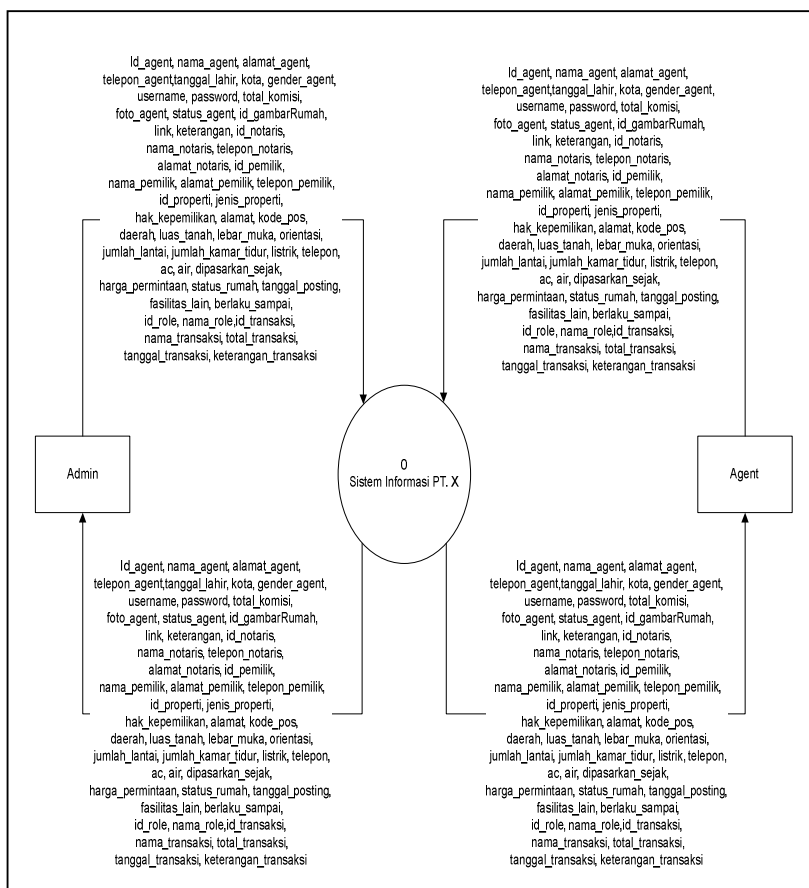 Id_agent, nama_agent, alamat_agent,
telepon_agent,tanggal_lahir, kota, gender_agent,
username, password, total_komisi,
foto_agent, status_agent, id_gambarRumah,
link, keterangan, id_notaris,
nama_notaris, telepon_notaris,
alamat_notaris, id_pemilik,
nama_pemilik, alamat_pemilik, telepon_pemilik,
id_properti, jenis_properti,
hak_kepemilikan, alamat, kode_pos,
daerah, luas_tanah, lebar_muka, orientasi,
jumlah_lantai, jumlah_kamar_tidur, listrik, telepon,
ac, air, dipasarkan_sejak,
harga_permintaan, status_rumah, tanggal_posting,
fasilitas_lain, berlaku_sampai,
id_role, nama_role,id_transaksi,
nama_transaksi, total_transaksi,
tanggal_transaksi, keterangan_transaksi
Id_agent, nama_agent, alamat_agent,
telepon_agent,tanggal_lahir, kota, gender_agent,
username, password, total_komisi,
foto_agent, status_agent, id_gambarRumah,
link, keterangan, id_notaris,
nama_notaris, telepon_notaris,
alamat_notaris, id_pemilik,
nama_pemilik, alamat_pemilik, telepon_pemilik,
id_properti, jenis_properti,
hak_kepemilikan, alamat, kode_pos,
daerah, luas_tanah, lebar_muka, orientasi,
jumlah_lantai, jumlah_kamar_tidur, listrik, telepon,
ac, air, dipasarkan_sejak,
harga_permintaan, status_rumah, tanggal_posting,
fasilitas_lain, berlaku_sampai,
id_role, nama_role,id_transaksi,
nama_transaksi, total_transaksi,
tanggal_transaksi, keterangan_transaksi
Admin
0
Sistem Informasi PT. X
Agent
Id_agent, nama_agent, alamat_agent,
telepon_agent,tanggal_lahir, kota, gender_agent,
username, password, total_komisi,
foto_agent, status_agent, id_gambarRumah,
link, keterangan, id_notaris,
nama_notaris, telepon_notaris,
alamat_notaris, id_pemilik,
nama_pemilik, alamat_pemilik, telepon_pemilik,
id_properti, jenis_properti,
hak_kepemilikan, alamat, kode_pos,
daerah, luas_tanah, lebar_muka, orientasi,
jumlah_lantai, jumlah_kamar_tidur, listrik, telepon,
ac, air, dipasarkan_sejak,
harga_permintaan, status_rumah, tanggal_posting,
fasilitas_lain, berlaku_sampai,
id_role, nama_role,id_transaksi,
nama_transaksi, total_transaksi,
tanggal_transaksi, keterangan_transaksi
Id_agent, nama_agent, alamat_agent,
telepon_agent,tanggal_lahir, kota, gender_agent,
username, password, total_komisi,
foto_agent, status_agent, id_gambarRumah,
link, keterangan, id_notaris,
nama_notaris, telepon_notaris,
alamat_notaris, id_pemilik,
nama_pemilik, alamat_pemilik, telepon_pemilik,
id_properti, jenis_properti,
hak_kepemilikan, alamat, kode_pos,
daerah, luas_tanah, lebar_muka, orientasi,
jumlah_lantai, jumlah_kamar_tidur, listrik, telepon,
ac, air, dipasarkan_sejak,
harga_permintaan, status_rumah, tanggal_posting,
fasilitas_lain, berlaku_sampai,
id_role, nama_role,id_transaksi,
nama_transaksi, total_transaksi,
tanggal_transaksi, keterangan_transaksi